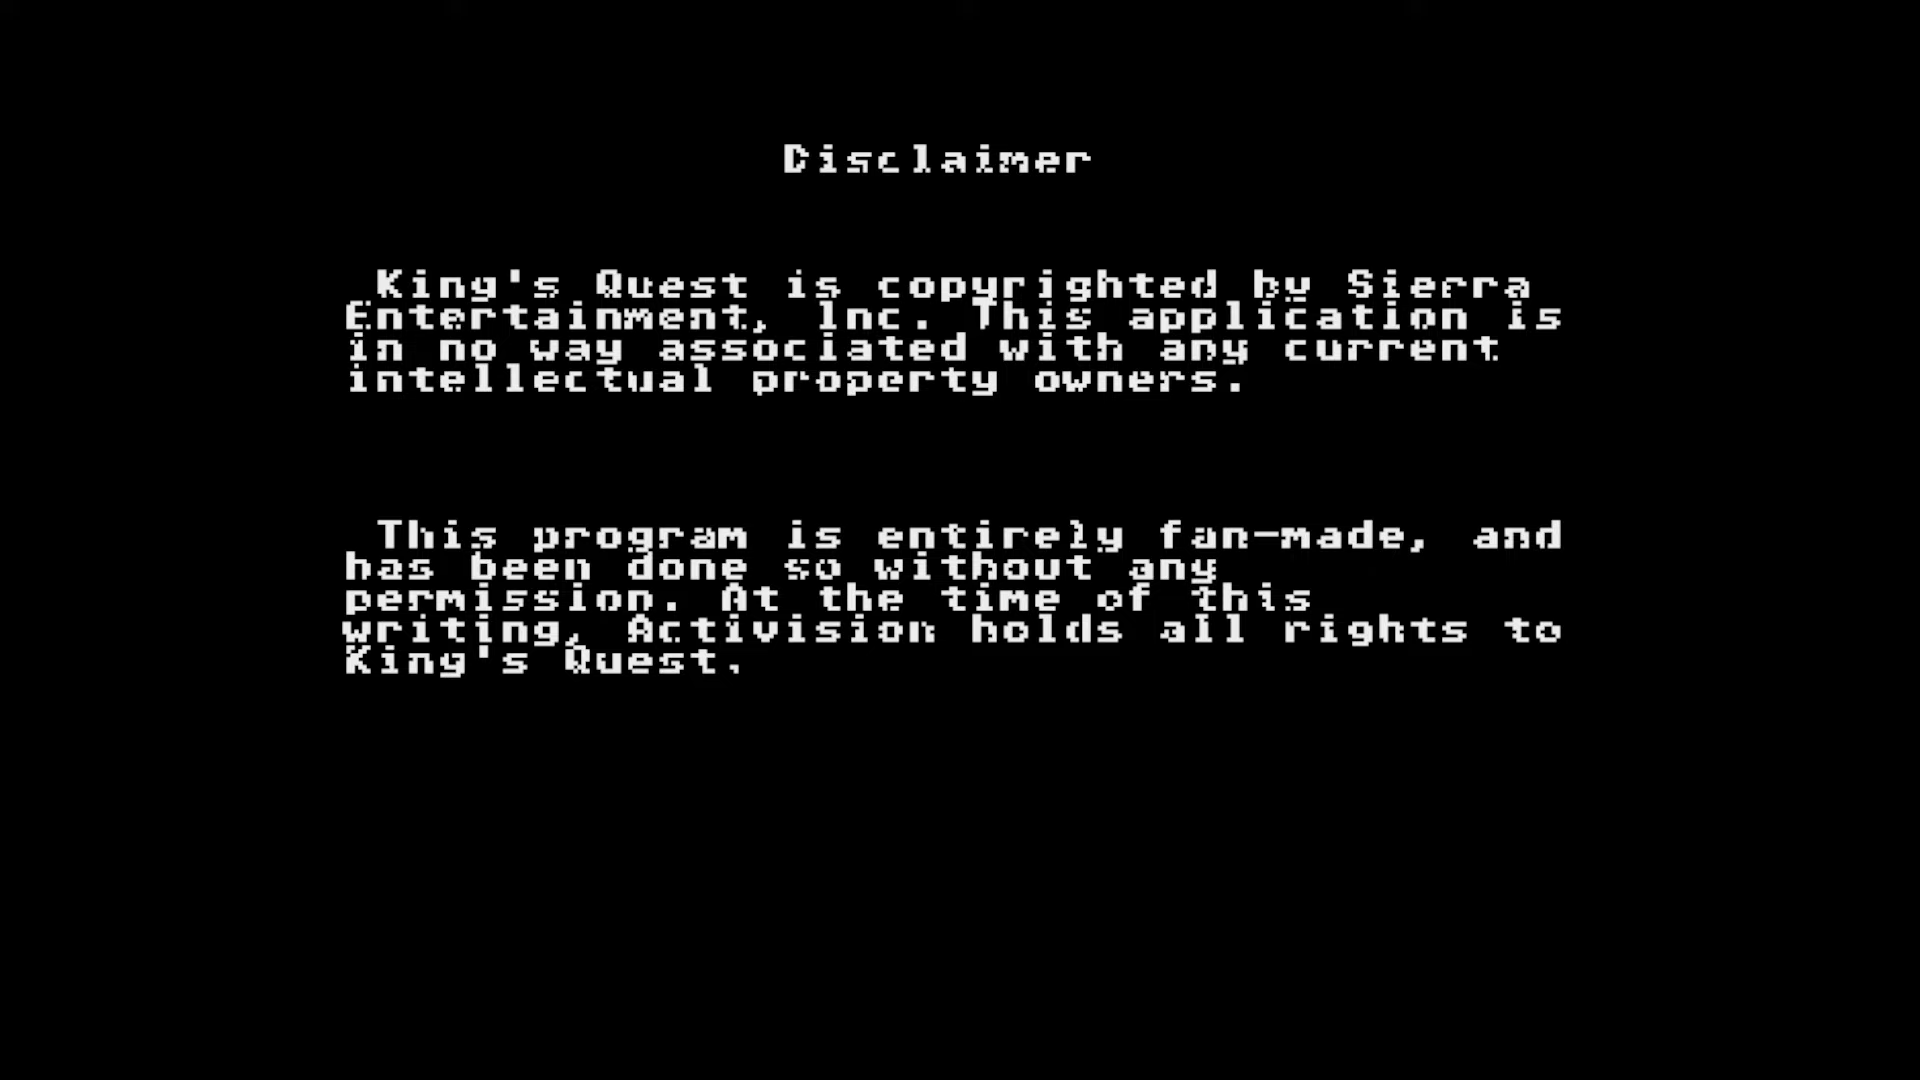 Disclaimer
King's Quest is copyrighted by Sierra
Entertainment, Inc. This application is
in no way associated with any current
intellectual property owners.
This program is entirely fan-made, and
has been done so without any
permission. At the time of this
writing, Activision holds all rights to
King's Quest.